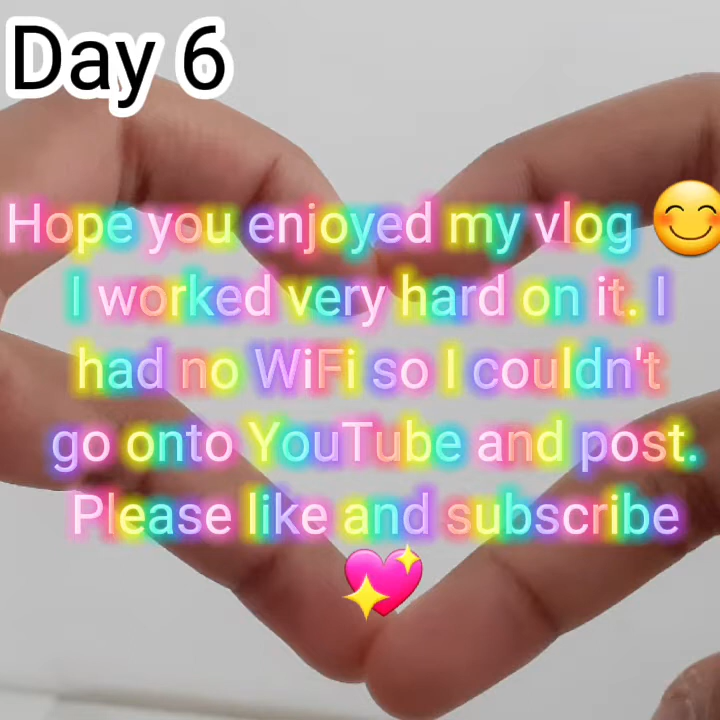 Day 6
Hope you enjoyed my vlog 😊
I worked very hard on it. I
had no WiFi so I couldn't
go onto YouTube and post.
Please like and subscribe
💖